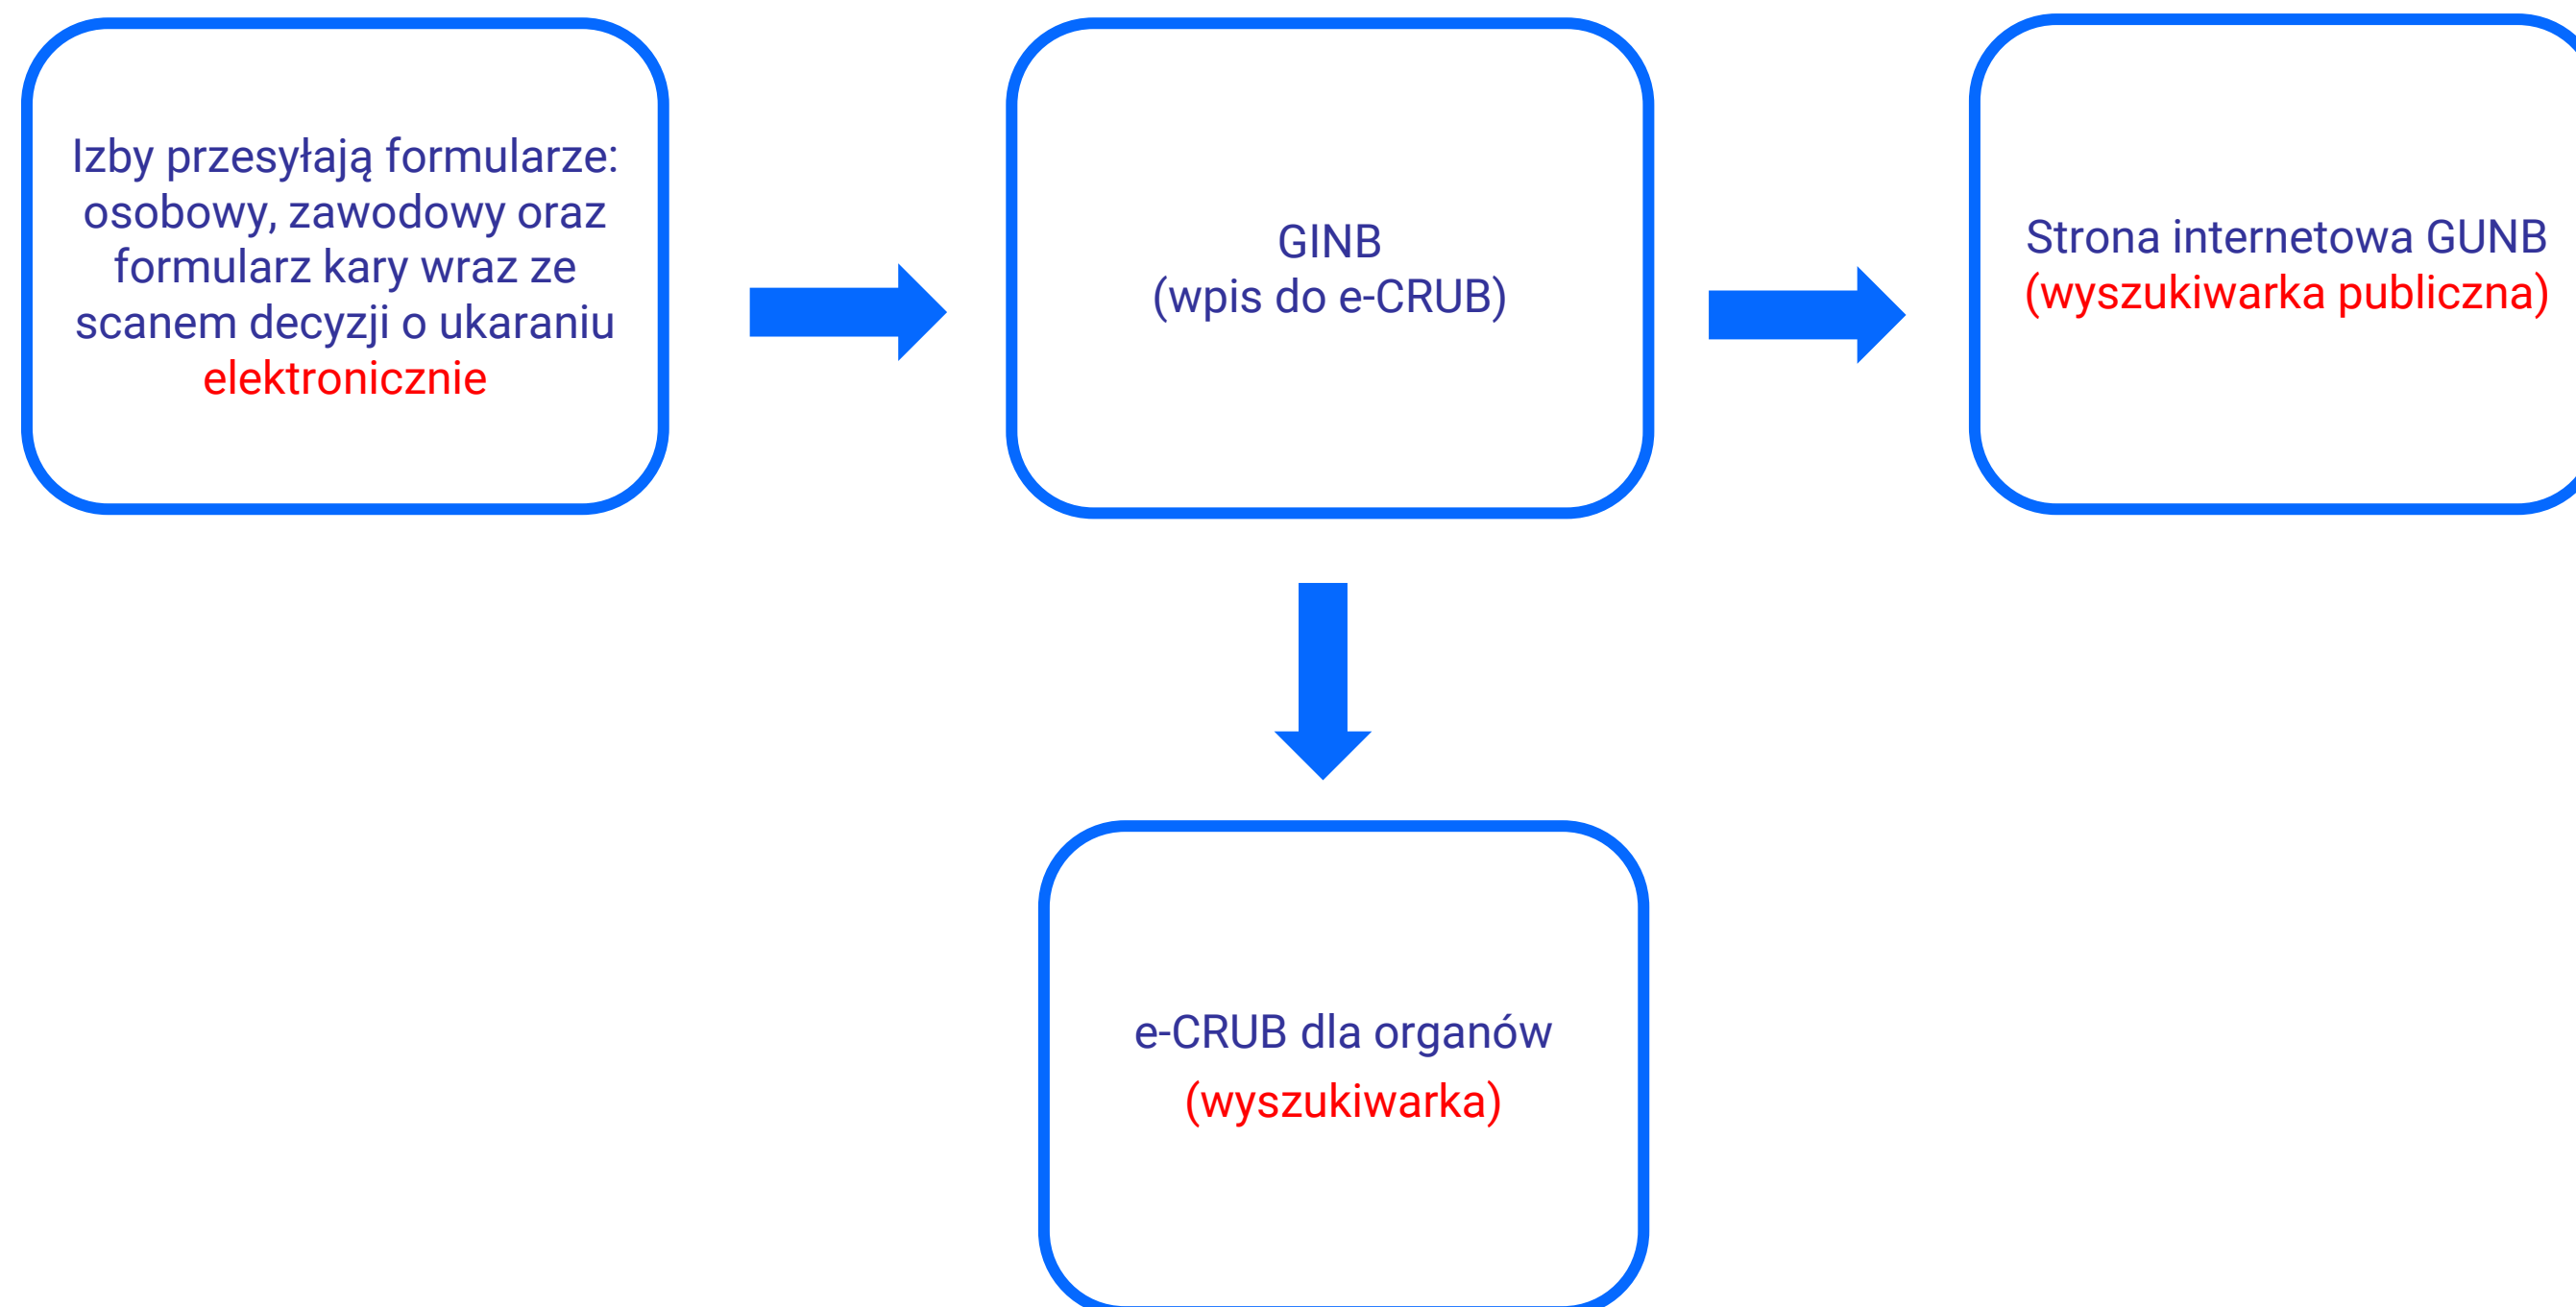 Izby przesyłają formularze:
osobowy, zawodowy oraz
formularz kary wraz ze
scanem decyzji o ukaraniu
elektronicznie
GINB
(wpis do e-CRUB)
Strona internetowa GUNB
(wyszukiwarka publiczna)
e-CRUB dla organów
(wyszukiwarka)